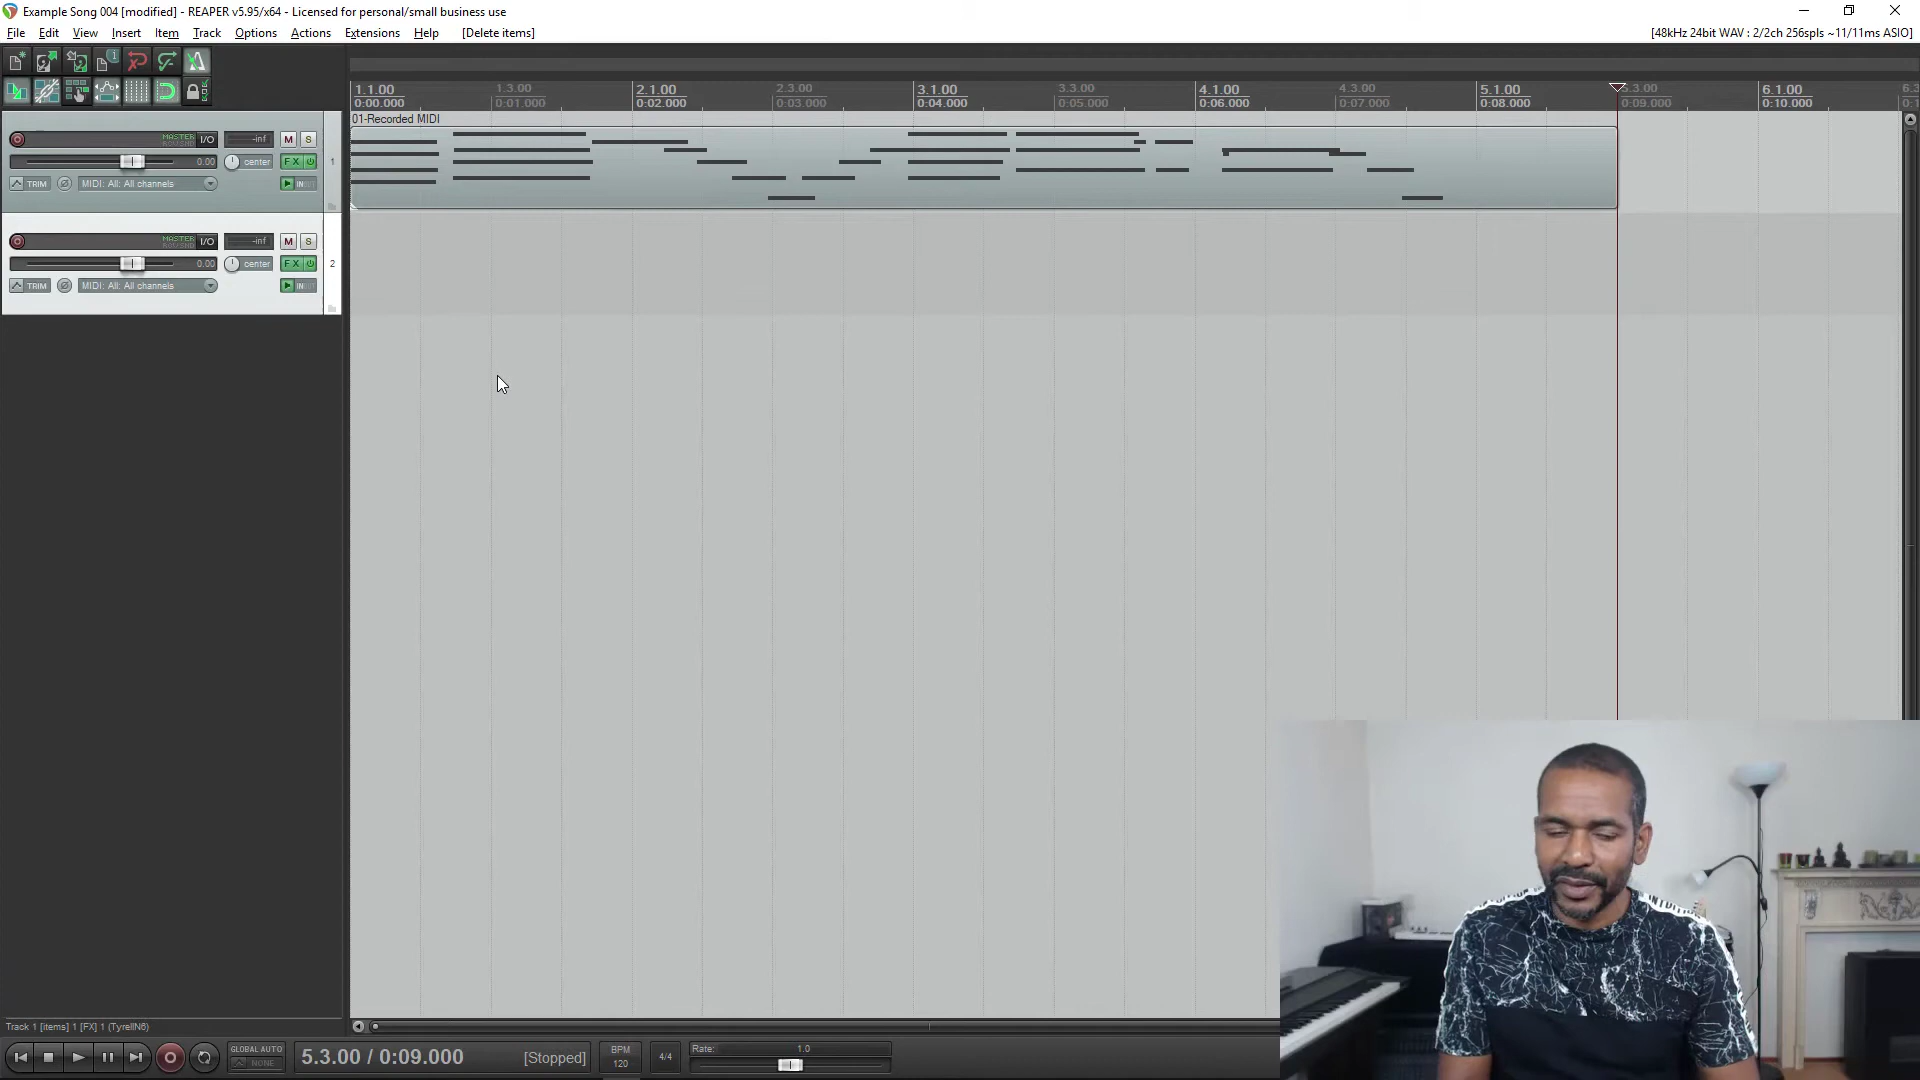 Example Song 004 [modified] - REAPER v5.95/x64 - Licensed for personal/small business use
File Edit View Insert Item Track Options Actions Extensions Help [Delete items]
[48kHz 24bit WAV : 2/2ch 256spls ~11/11ms ASIO]
1.1.00 1.3.00 2.1.00 2.3.00 3.1.00 3.3.00 4.1.00 4.3.00 5.1.00 5.3.00 6.1.00
0:00.000 0:01.000 0:02.000 0:03.000 0:04.000 0:05.000 0:06.000 0:07.000 0:08.000 0:09.000 0:10.000
01-Recorded MIDI
MASTER I/O -inf M S
0.00 center FX 1
TRIM MIDI: All: All channels IN
MASTER I/O -inf M S
0.00 center FX 2
TRIM MIDI: All: All channels IN
Track 1 [items] 1 [FX] 1 (TyrellN6)
GLOBAL AUTO
NONE
5.3.00 / 0:09.000 [Stopped]
BPM
120
4/4
Rate: 1.0